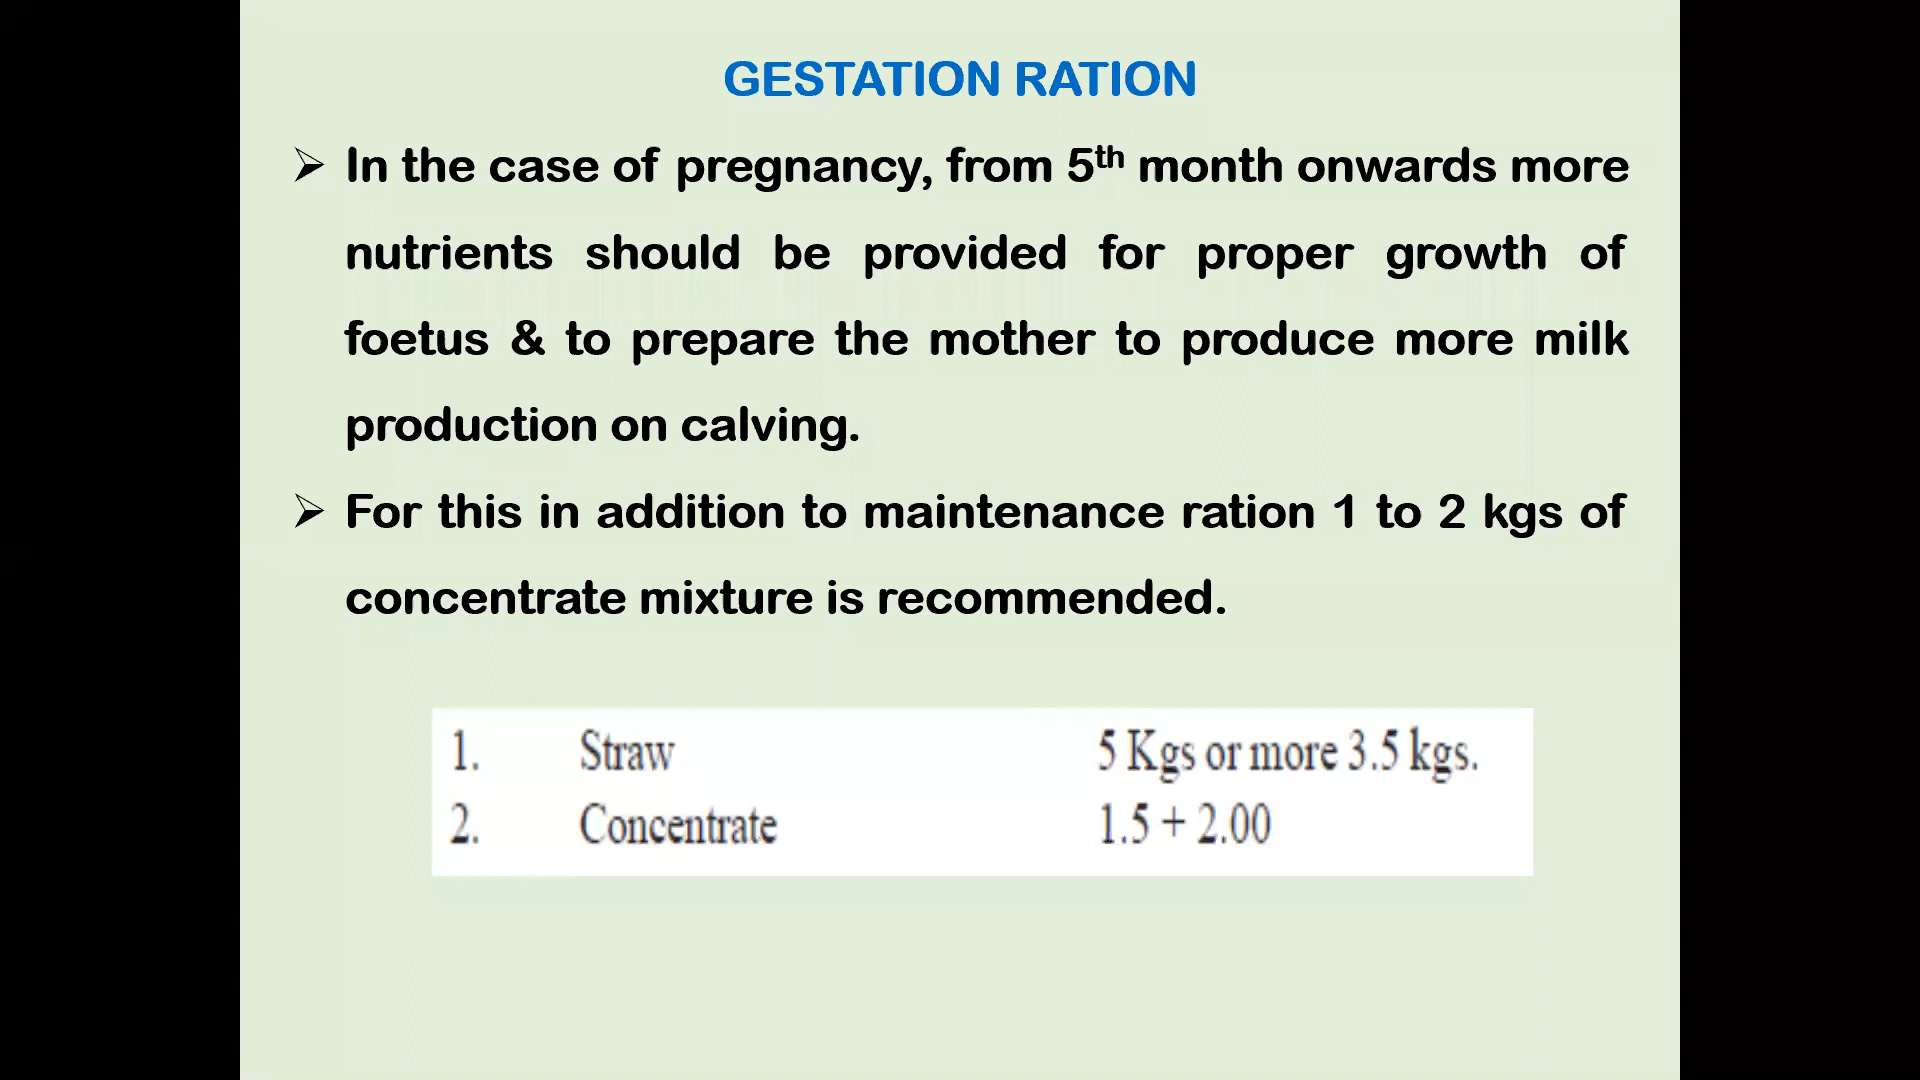 GESTATION RATION
➢ In the case of pregnancy, from 5th month onwards more
nutrients should be provided for proper growth of
foetus & to prepare the mother to produce more milk
production on calving.
➢ For this in addition to maintenance ration 1 to 2 kgs of
concentrate mixture is recommended.
1. Straw 5 Kgs or more 3.5 kgs.
2. Concentrate 1.5 + 2.00